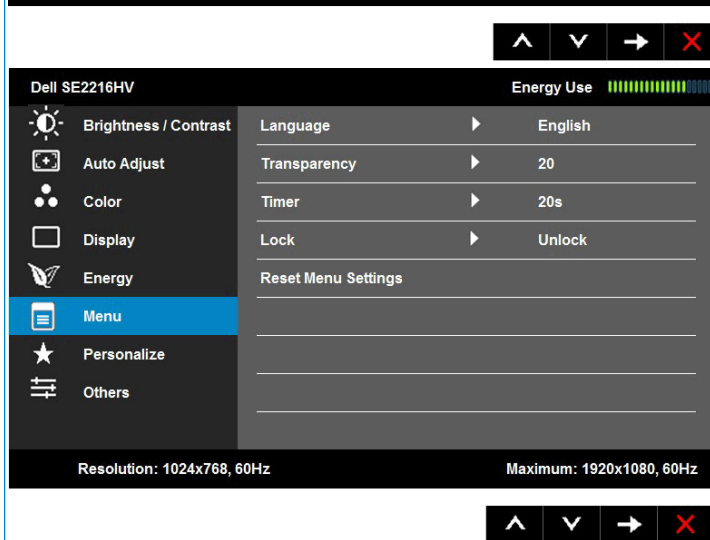 Dell SE2216HV Energy Use
Brightness / Contrast Language English
Auto Adjust Transparency 20
Color Timer 20s
Display Lock Unlock
Energy Reset Menu Settings
Menu
Personalize
Others
Resolution: 1024x768, 60Hz Maximum: 1920x1080, 60Hz